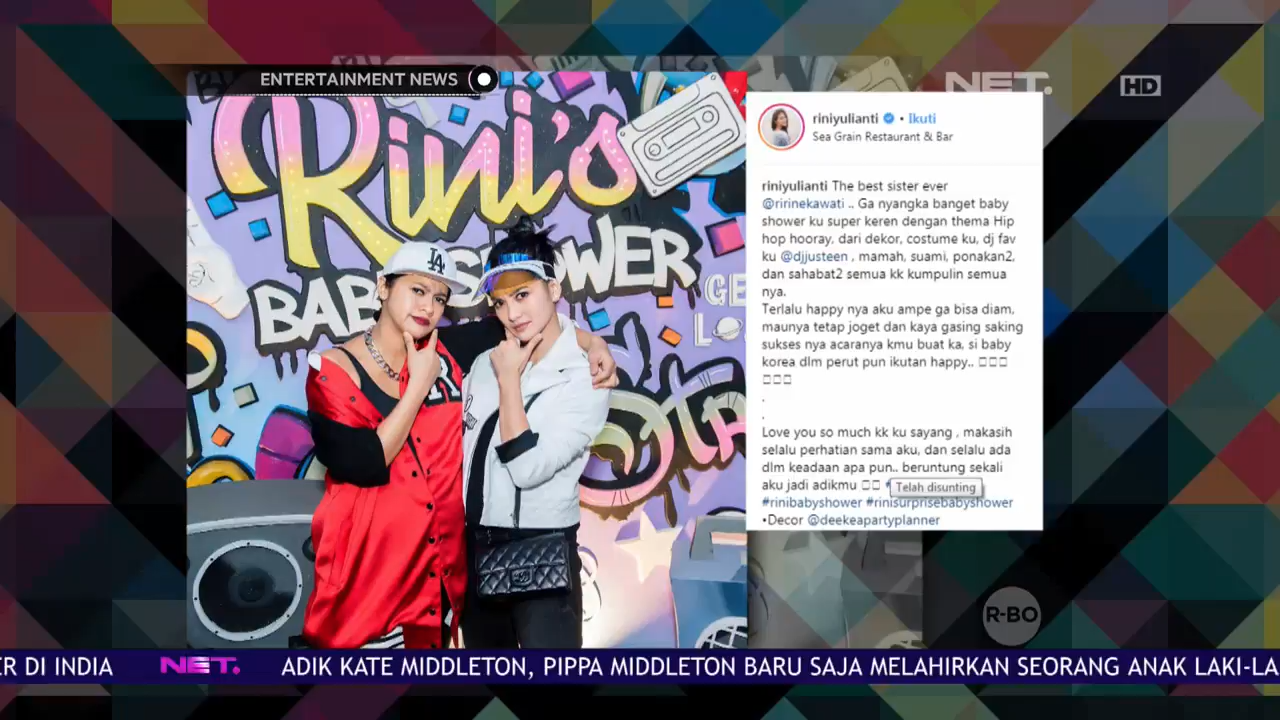 ENTERTAINMENT NEWS
NET.
HD
Rini's
BABY SHOWER
LA
riniyulianti • Ikuti
Sea Grain Restaurant & Bar
riniyulianti The best sister ever
@ririnekawati .. Ga nyangka banget baby
shower ku super keren dengan thema Hip
hop hooray, dari dekor, costume ku, dj fav
ku @djjusteen , mamah, suami, ponakan2,
dan sahabat2 semua kk kumpulin semua
nya.
Terlalu happy nya aku ampe ga bisa diam,
maunya tetap joget dan kaya gasing saking
sukses nya acaranya kmu buat ka, si baby
korea dlm perut pun ikutan happy..
.
.
Love you so much kk ku sayang , makasih
selalu perhatian sama aku, dan selalu ada
dlm keadaan apa pun.. beruntung sekali
aku jadi adikmu #
Telah disunting
#rinibabyshower #rinisurprisebabyshower
•Decor @deekeapartyplanner
R-BO
ER DI INDIA NET. ADIK KATE MIDDLETON, PIPPA MIDDLETON BARU SAJA MELAHIRKAN SEORANG ANAK LAKI-LA